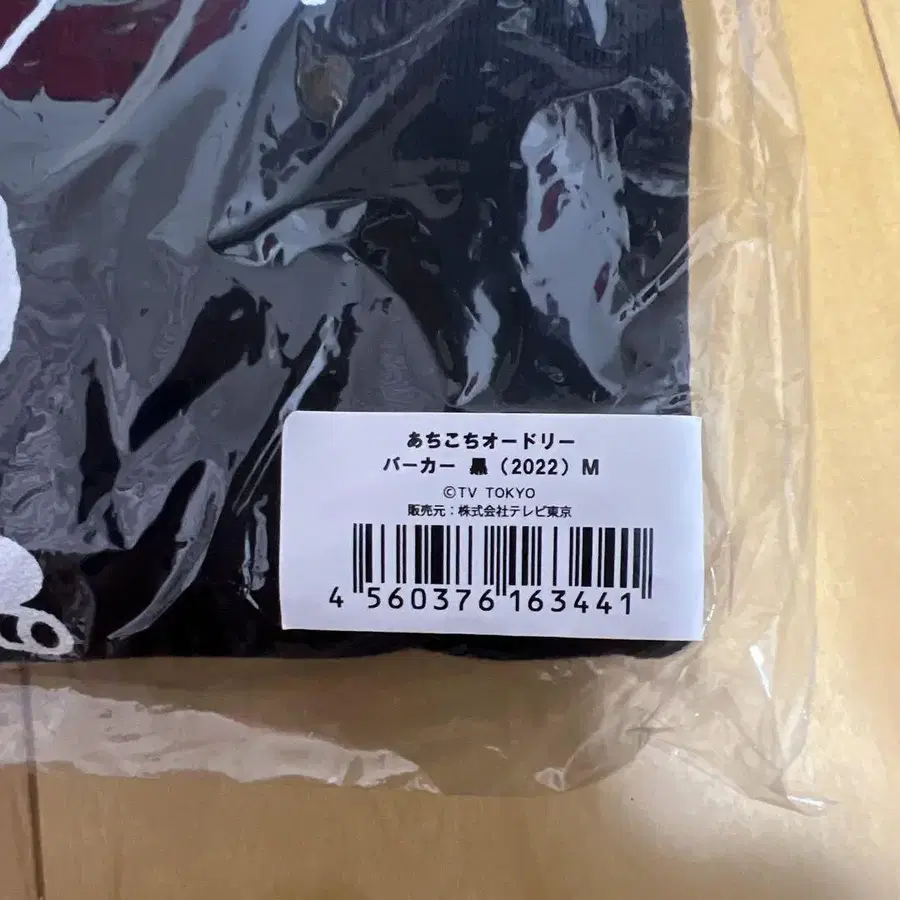 あちこちオードリー
パーカー 黒（2022）M
©TV TOKYO
販売元：株式会社テレビ東京
4 560376 163441